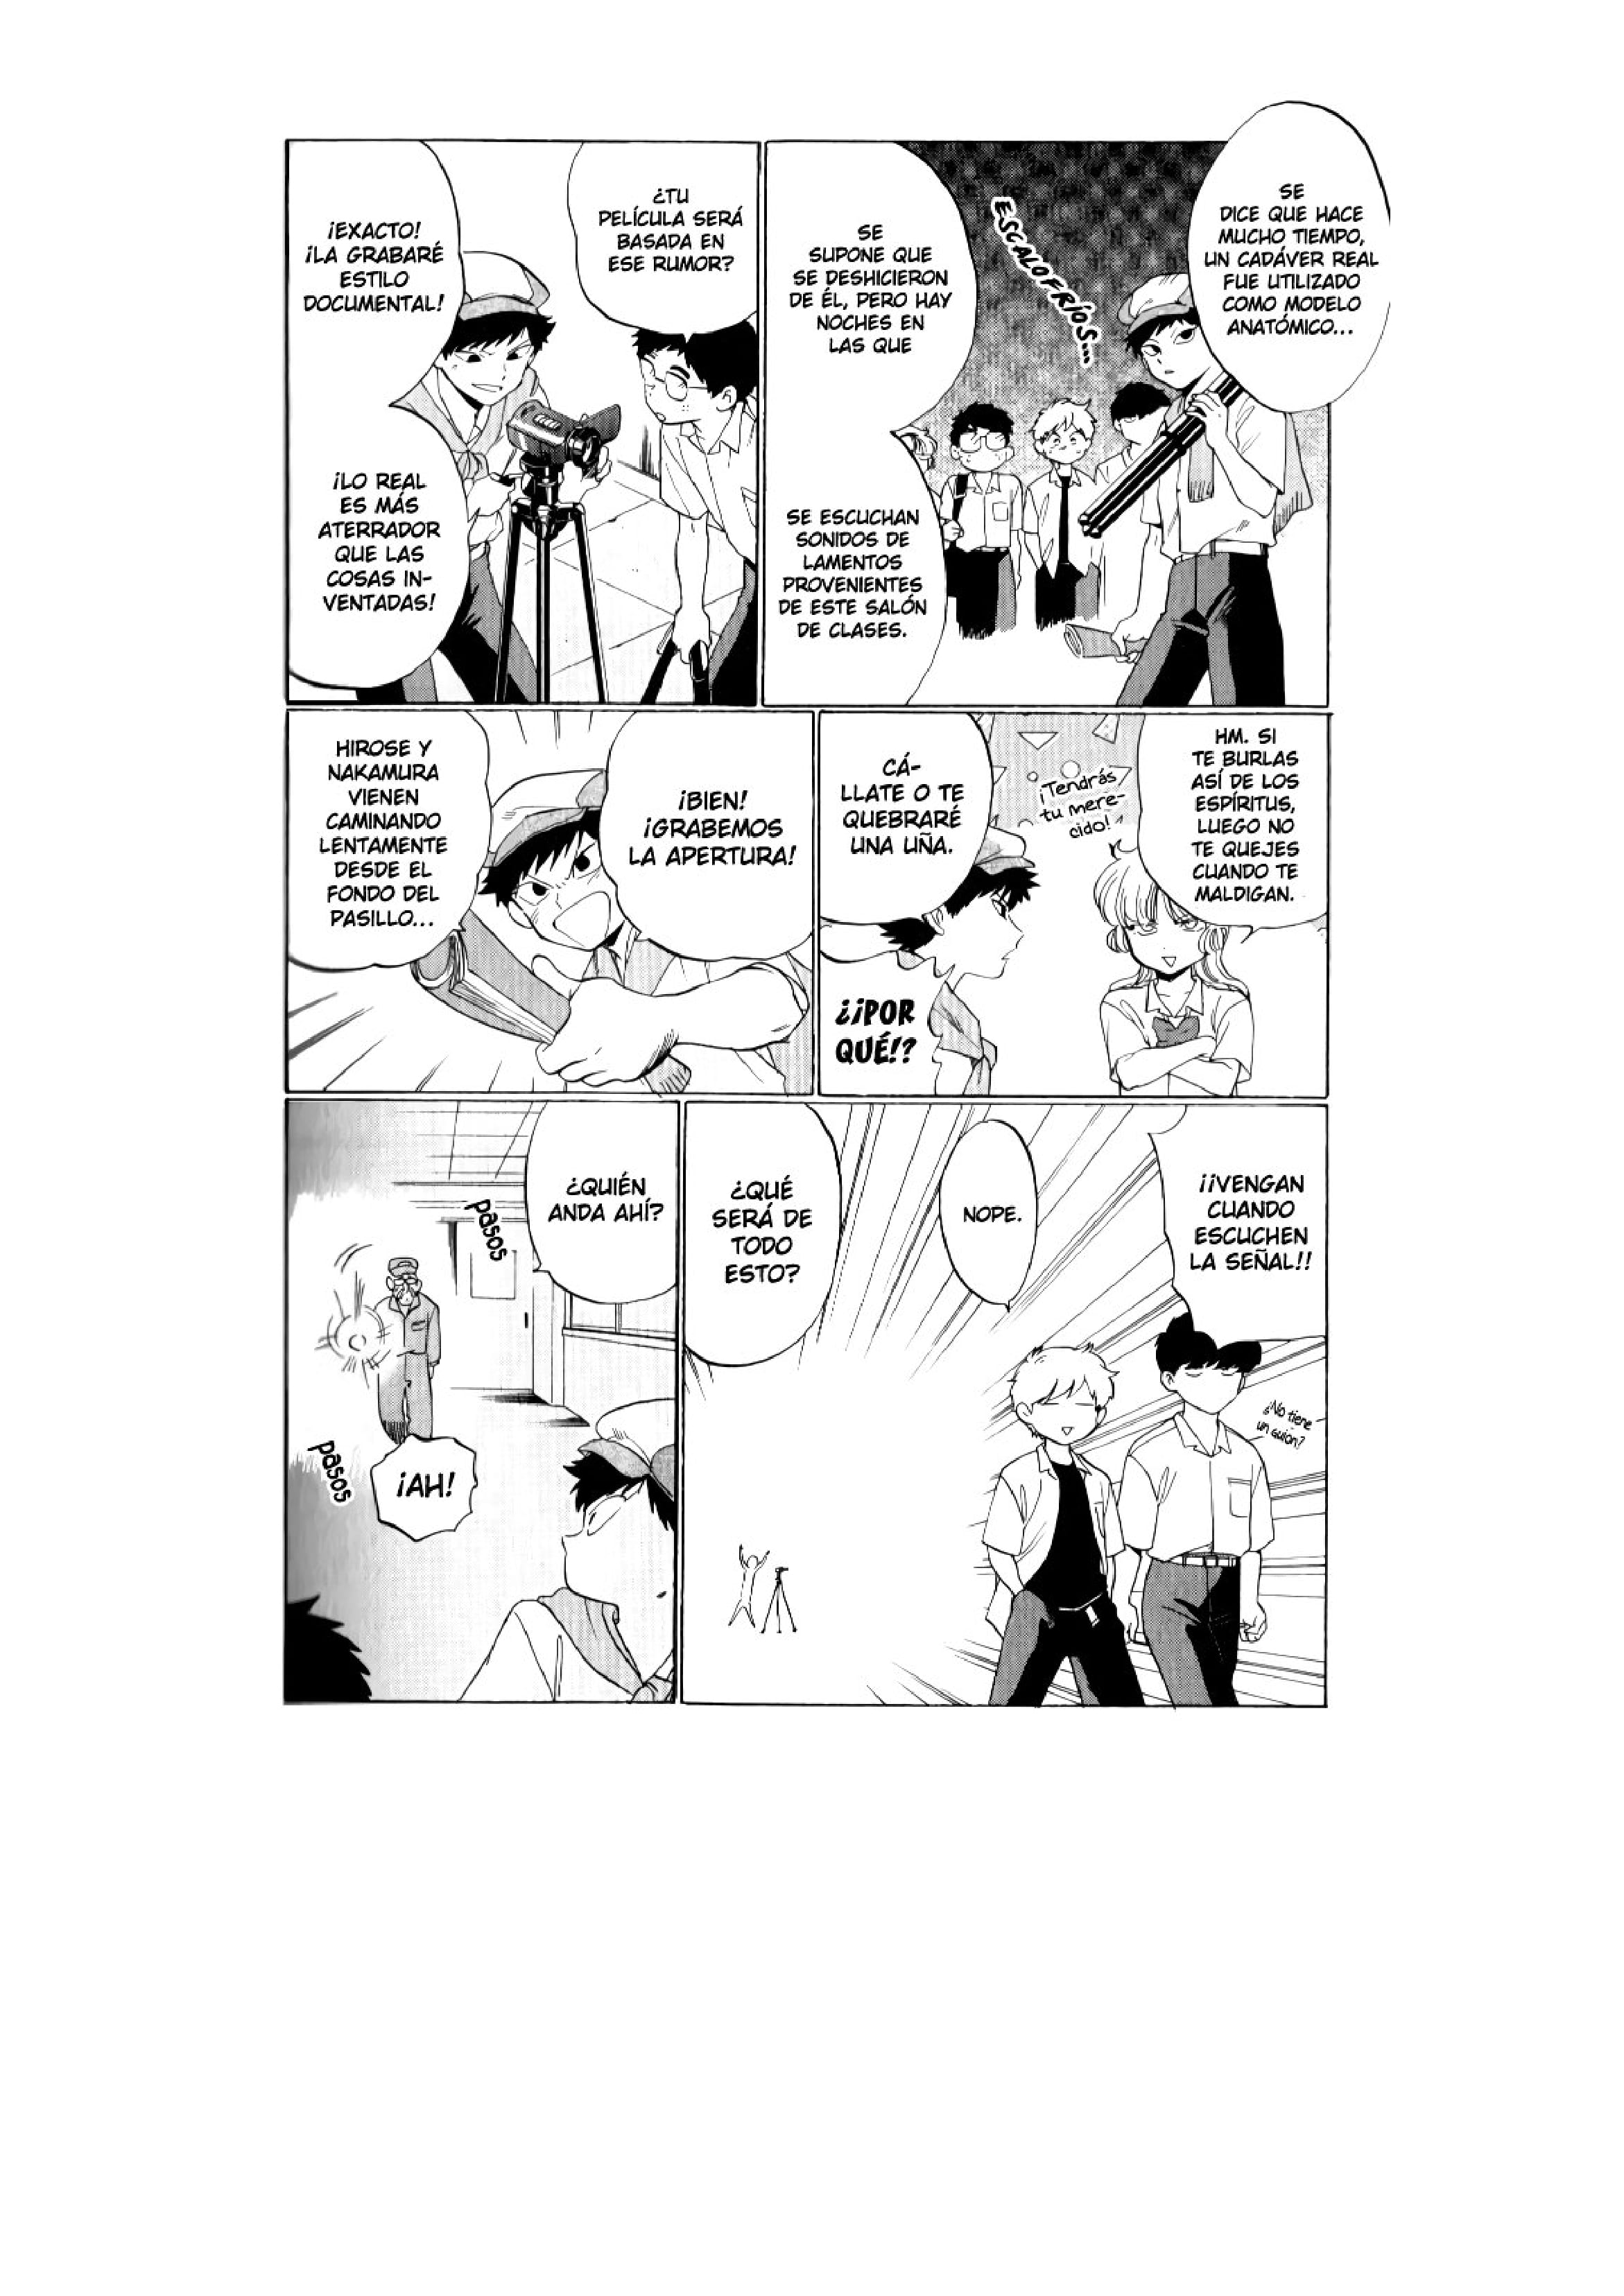 SE
DICE QUE HACE
MUCHO TIEMPO,
UN CADÁVER REAL
FUE UTILIZADO
COMO MODELO
ANATÓMICO...
ESCALOFRÍOS...
SE
SUPONE QUE
SE DESHICIERON
DE ÉL, PERO HAY
NOCHES EN
LAS QUE
SE ESCUCHAN
SONIDOS DE
LAMENTOS
PROVENIENTES
DE ESTE SALÓN
DE CLASES.
¿TU
PELÍCULA SERÁ
BASADA EN
ESE RUMOR?
¡EXACTO!
¡LA GRABARÉ
ESTILO
DOCUMENTAL!
¡LO REAL
ES MÁS
ATERRADOR
QUE LAS
COSAS IN-
VENTADAS!
HM. SI
TE BURLAS
ASÍ DE LOS
ESPÍRITUS,
LUEGO NO
TE QUEJES
CUANDO TE
MALDIGAN.
¡Tendrás
tu mere-
cido!
CÁ-
LLATE O TE
QUEBRARÉ
UNA UÑA.
¿¡POR
QUÉ!?
¡BIEN!
¡GRABEMOS
LA APERTURA!
HIROSE Y
NAKAMURA
VIENEN
CAMINANDO
LENTAMENTE
DESDE EL
FONDO DEL
PASILLO...
¡¡VENGAN
CUANDO
ESCUCHEN
LA SEÑAL!!
¿No tiene
un guión?
NOPE.
¿QUÉ
SERÁ DE
TODO
ESTO?
¿QUIÉN
ANDA AHÍ?
pasos
pasos
¡AH!